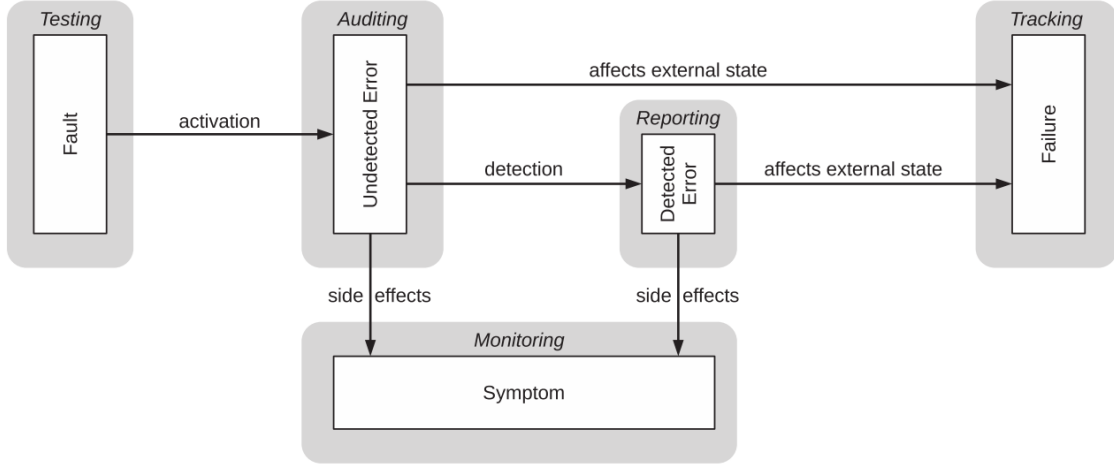 Testing
Auditing
Tracking
Fault
activation
Undetected Error
affects external state
Reporting
detection
Detected
Error
affects external state
Failure
side effects
side effects
Monitoring
Symptom